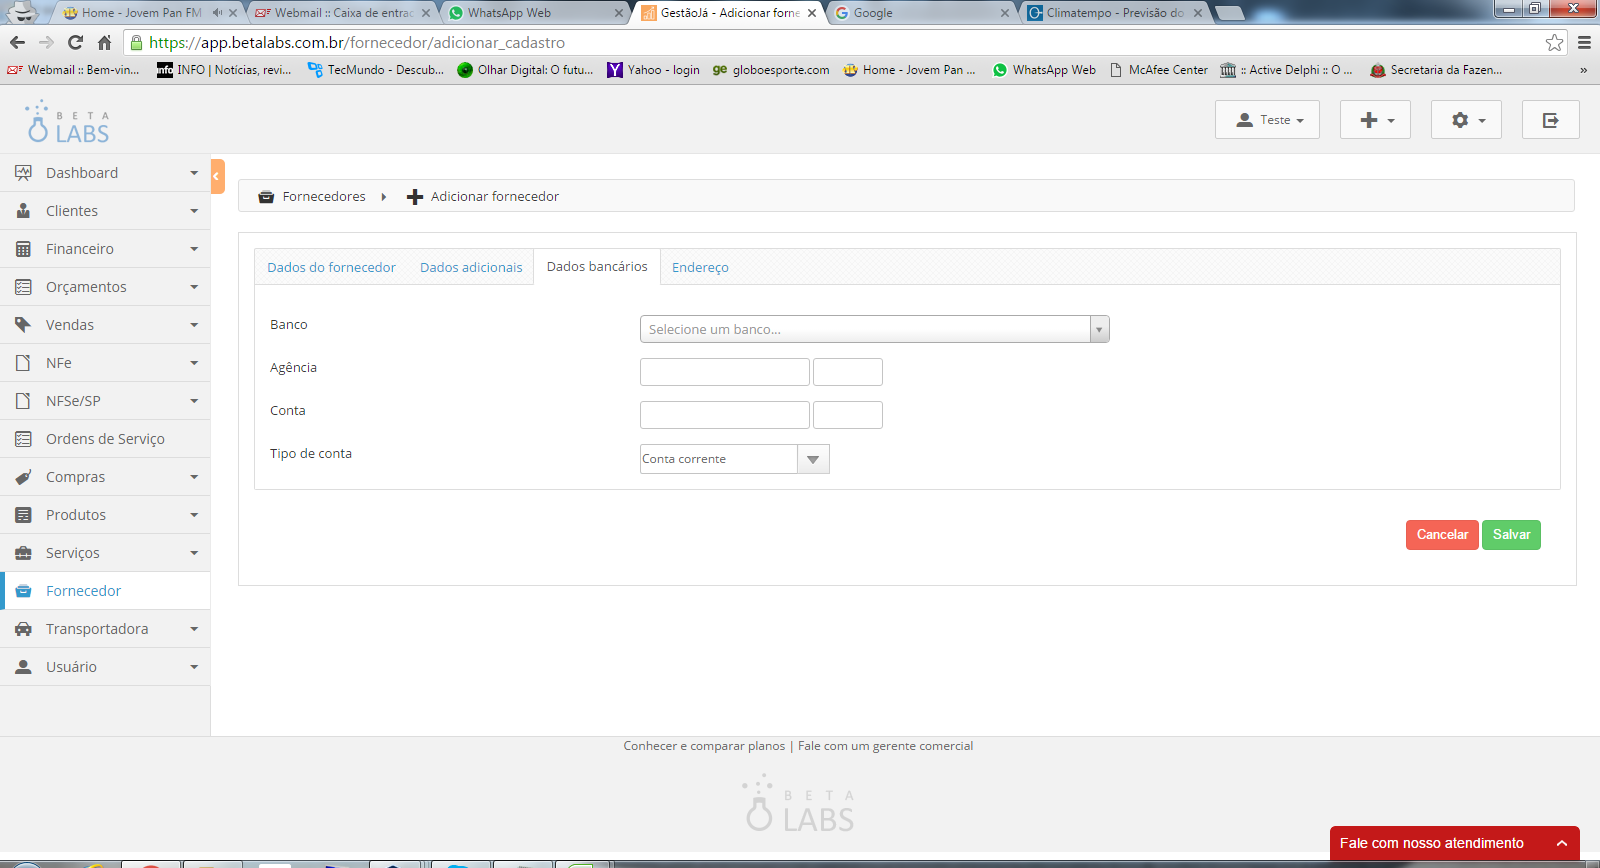 Home - Jovem Pan FM
Webmail :: Caixa de entrac
WhatsApp Web
GestãoJá - Adicionar forne
Google
Climatempo - Previsão do
https://app.betalabs.com.br/fornecedor/adicionar_cadastro
Webmail :: Bem-vin...
info INFO | Notícias, revi...
TecMundo - Descub...
Olhar Digital: O futu...
Yahoo - login
ge globoesporte.com
Home - Jovem Pan ...
WhatsApp Web
McAfee Center
:: Active Delphi :: O ...
Secretaria da Fazen...
»
BETA
LABS
Teste
Dashboard
Clientes
Financeiro
Orçamentos
Vendas
NFe
NFSe/SP
Ordens de Serviço
Compras
Produtos
Serviços
Fornecedor
Transportadora
Usuário
Fornecedores
Adicionar fornecedor
Dados do fornecedor
Dados adicionais
Dados bancários
Endereço
Banco
Selecione um banco...
Agência
Conta
Tipo de conta
Conta corrente
Cancelar
Salvar
Conhecer e comparar planos | Fale com um gerente comercial
BETA
LABS
Fale com nosso atendimento